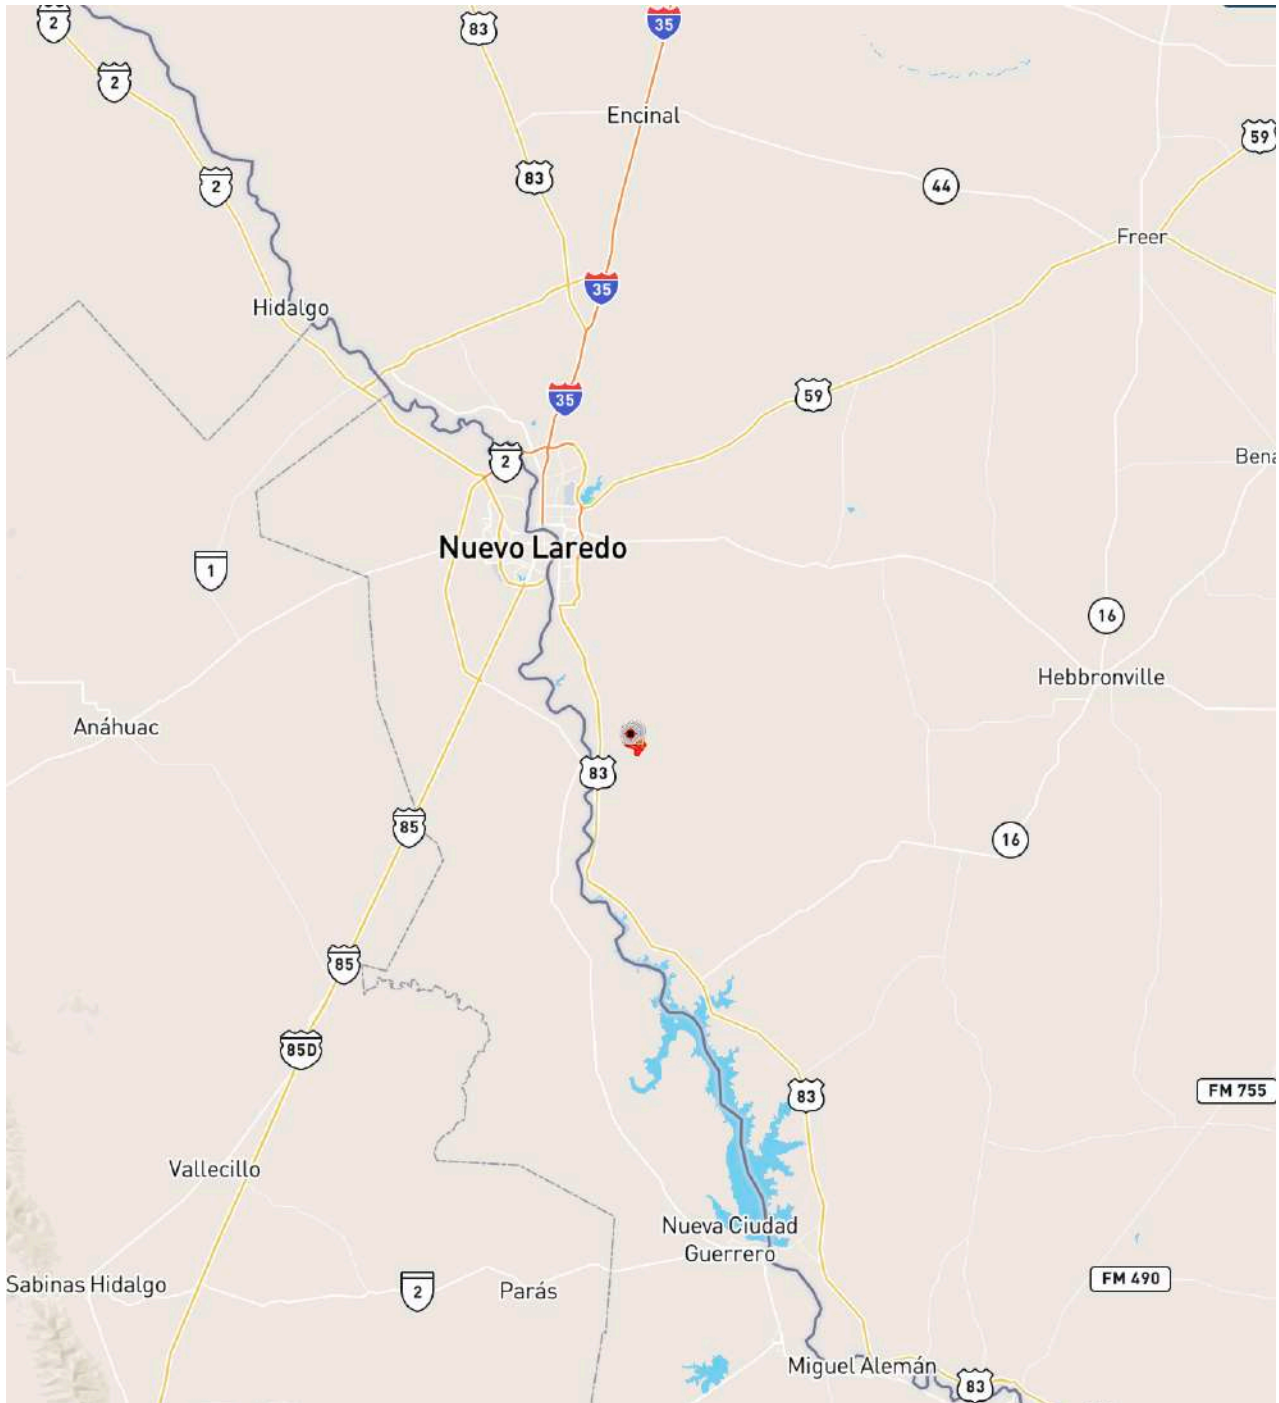 2
83
35
2
Encinal
59
83
44
2
Freer
35
Hidalgo
35
59
2
Bena
Nuevo Laredo
1
16
Hebbronville
Anáhuac
83
85
16
85
85D
FM 755
83
Vallecillo
Nueva Ciudad
Guerrero
Sabinas Hidalgo
2
Parás
FM 490
Miguel Alemán
83